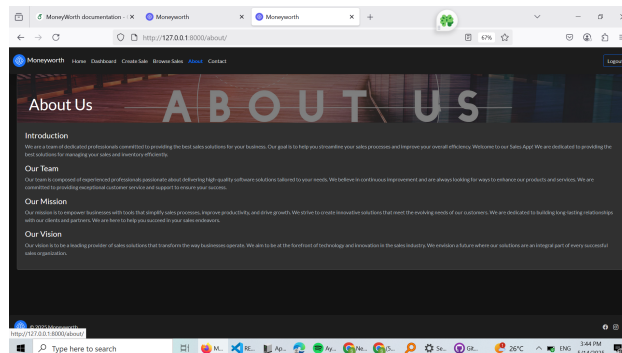 MoneyWorth documentation -
Moneyworth
Moneyworth
http://127.0.0.1:8000/about/
67%
Moneyworth Home Dashboard Create Sale Browse Sales About Contact Logout
About Us
ABOUT US
Introduction
We are a team of dedicated professionals committed to providing the best sales solutions for your business. Our goal is to help you streamline your sales processes and improve your overall efficiency. Welcome to our Sales App! We are dedicated to providing the
best solutions for managing your sales and inventory efficiently.
Our Team
Our team is composed of experienced professionals passionate about delivering high-quality software solutions tailored to your needs. We believe in continuous improvement and are always looking for ways to enhance our products and services. We are
committed to providing exceptional customer service and support to ensure your success.
Our Mission
Our mission is to empower businesses with tools that simplify sales processes, improve productivity, and drive growth. We strive to create innovative solutions that meet the evolving needs of our customers. We are dedicated to building long-lasting relationships
with our clients and partners. We are here to help you succeed in your sales endeavors.
Our Vision
Our vision is to be a leading provider of sales solutions that transform the way businesses operate. We aim to be at the forefront of technology and innovation in the sales industry. We envision a future where our solutions are an integral part of every successful
sales organization.
© 2025 Moneyworth
http://127.0.0.1:8000/about/
Type here to search M... RE... Ap... Ay... Ne... (5... Se... Git... 26°C ENG 3:44 PM
5/14/2025